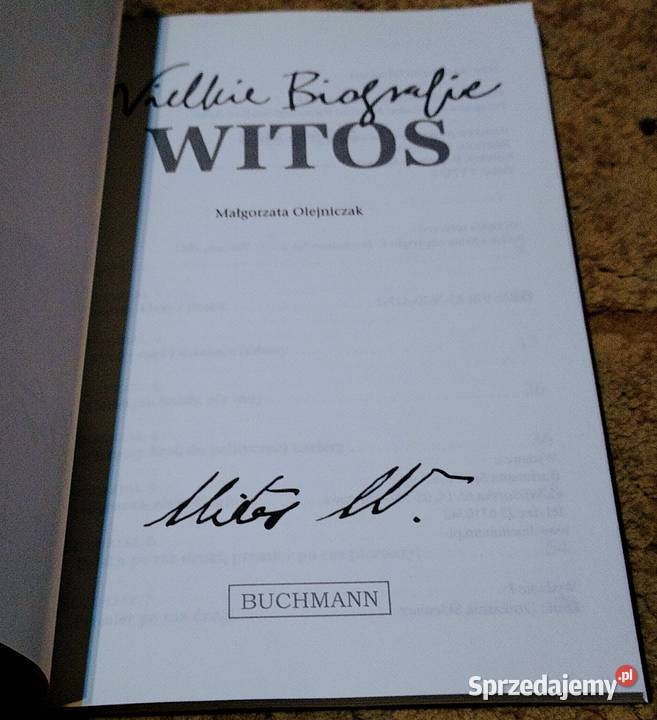 Wielkie Biografie
WITOS
Małgorzata Olejniczak
Witos W.
BUCHMANN
Sprzedajemy.pl